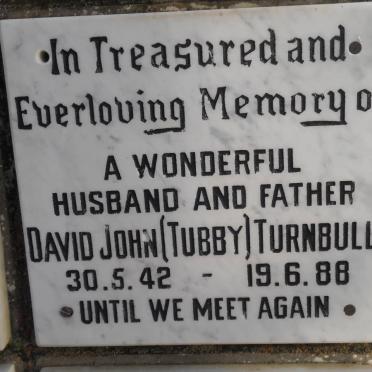 In Treasured and
Everloving Memory o
A WONDERFUL
HUSBAND AND FATHER
DAVID JOHN (TUBBY) TURNBULL
30.5.42 - 19.6.88
UNTIL WE MEET AGAIN